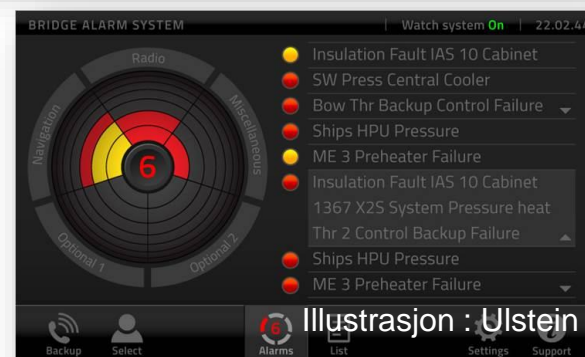 BRIDGE ALARM SYSTEM
| Watch system On | 22.02.4
Radio
Miscellaneous
Navigation
Optional 1
Optional 2
6
Insulation Fault IAS 10 Cabinet
SW Press Central Cooler
Bow Thr Backup Control Failure
Ships HPU Pressure
ME 3 Preheater Failure
Insulation Fault IAS 10 Cabinet
1367 X2S System Pressure heat
Thr 2 Control Backup Failure
Ships HPU Pressure
ME 3 Preheater Failure
Illustrasjon : Ulstein
6
Backup Select Alarms List Settings Support